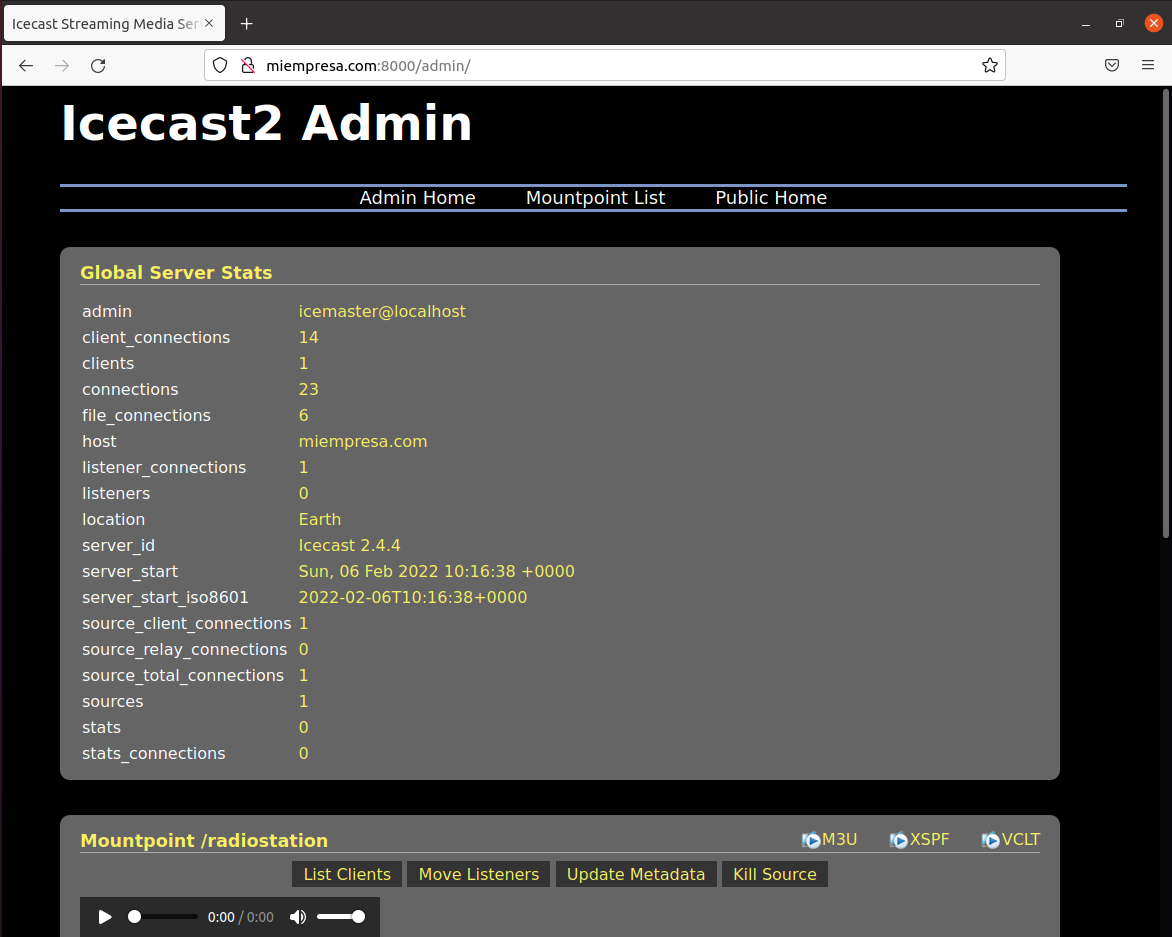 Icecast Streaming Media Ser
miempresa.com:8000/admin/
Icecast2 Admin
Admin Home Mountpoint List Public Home
Global Server Stats
admin icemaster@localhost
client_connections 14
clients 1
connections 23
file_connections 6
host miempresa.com
listener_connections 1
listeners 0
location Earth
server_id Icecast 2.4.4
server_start Sun, 06 Feb 2022 10:16:38 +0000
server_start_iso8601 2022-02-06T10:16:38+0000
source_client_connections 1
source_relay_connections 0
source_total_connections 1
sources 1
stats 0
stats_connections 0
Mountpoint /radiostation M3U XSPF VCLT
List Clients Move Listeners Update Metadata Kill Source
0:00 / 0:00